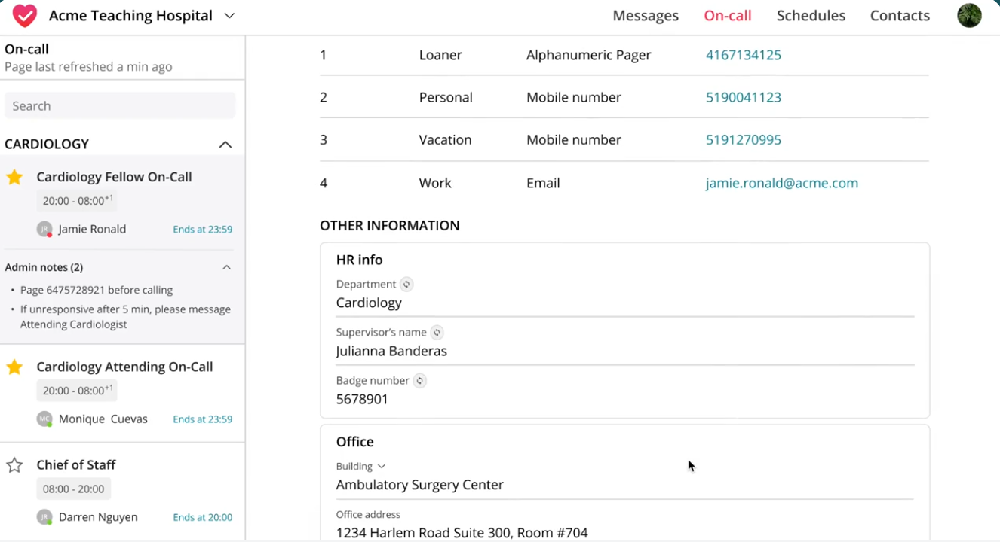 Acme Teaching Hospital
Messages On-call Schedules Contacts
On-call
Page last refreshed a min ago
Search
CARDIOLOGY
Cardiology Fellow On-Call
20:00 - 08:00+1
JR Jamie Ronald Ends at 23:59
Admin notes (2)
• Page 6475728921 before calling
• If unresponsive after 5 min, please message
Attending Cardiologist
Cardiology Attending On-Call
20:00 - 08:00+1
MC Monique Cuevas Ends at 23:59
Chief of Staff
08:00 - 20:00
JR Darren Nguyen Ends at 20:00
1 Loaner Alphanumeric Pager 4167134125
2 Personal Mobile number 5190041123
3 Vacation Mobile number 5191270995
4 Work Email jamie.ronald@acme.com
OTHER INFORMATION
HR info
Department
Cardiology
Supervisor's name
Julianna Banderas
Badge number
5678901
Office
Building
Ambulatory Surgery Center
Office address
1234 Harlem Road Suite 300, Room #704